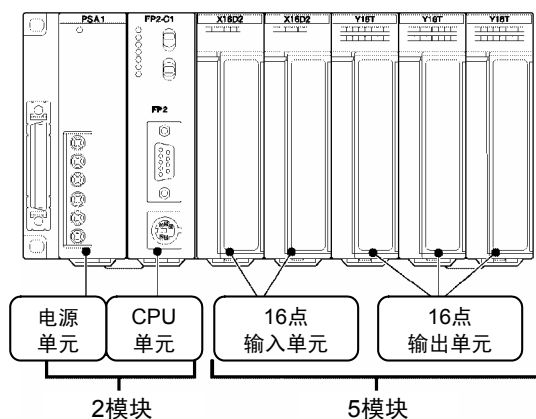 PSA1
FP2-C1
X16D2
X16D2
Y16T
Y16T
Y16T
FP2
电源
单元
CPU
单元
16点
输入单元
16点
输出单元
2模块
5模块